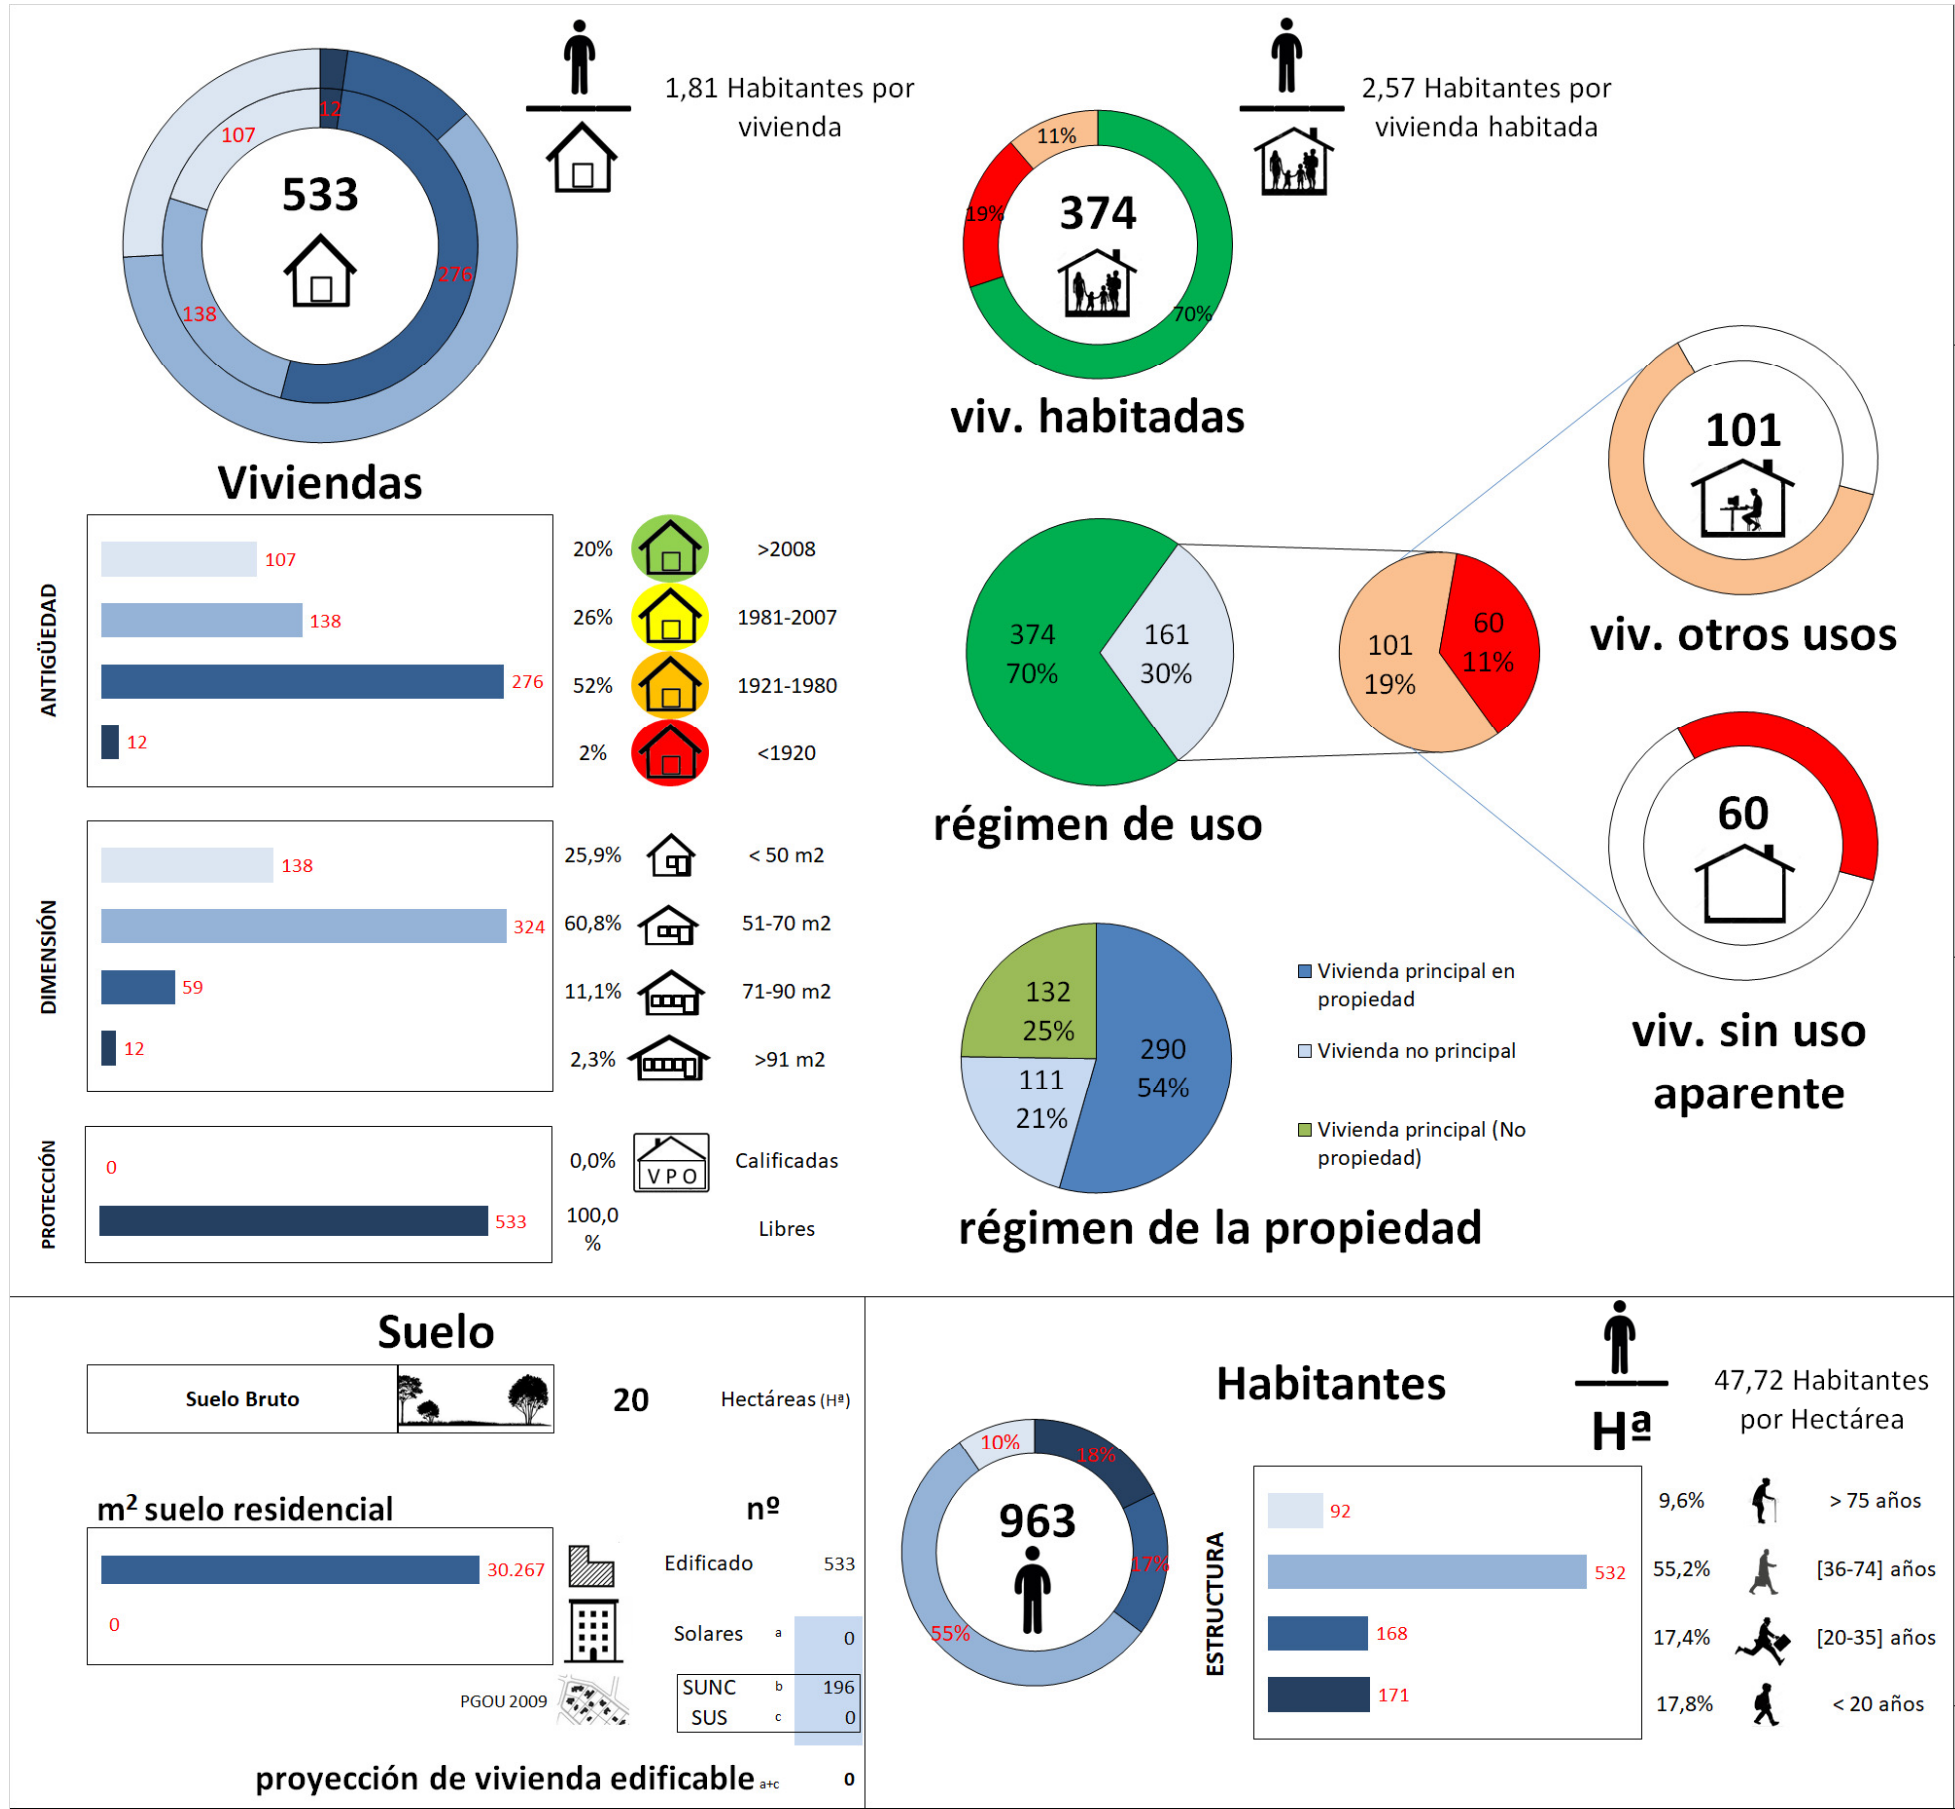 1,81 Habitantes por
vivienda
12
107
276
138
533
Viviendas
2,57 Habitantes por
vivienda habitada
11%
19%
70%
374
viv. habitadas
101
viv. otros usos
374
70%
161
30%
101
19%
60
11%
régimen de uso
60
viv. sin uso
aparente
ANTIGÜEDAD
107
138
276
12
20%
>2008
26%
1981-2007
52%
1921-1980
2%
<1920
DIMENSIÓN
138
324
59
12
25,9%
< 50 m2
60,8%
51-70 m2
11,1%
71-90 m2
2,3%
>91 m2
PROTECCIÓN
0
533
0,0%
VPO
Calificadas
100,0
%
Libres
132
25%
290
54%
111
21%
Vivienda principal en
propiedad
Vivienda no principal
Vivienda principal (No
propiedad)
régimen de la propiedad
Suelo
Suelo Bruto
20
Hectáreas (Hª)
m² suelo residencial
nº
30.267
0
Edificado
533
Solares a
0
PGOU 2009
SUNC b
196
SUS c
0
proyección de vivienda edificable a+c
0
Habitantes
Hª
47,72 Habitantes
por Hectárea
10%
18%
17%
55%
963
ESTRUCTURA
92
532
168
171
9,6%
> 75 años
55,2%
[36-74] años
17,4%
[20-35] años
17,8%
< 20 años